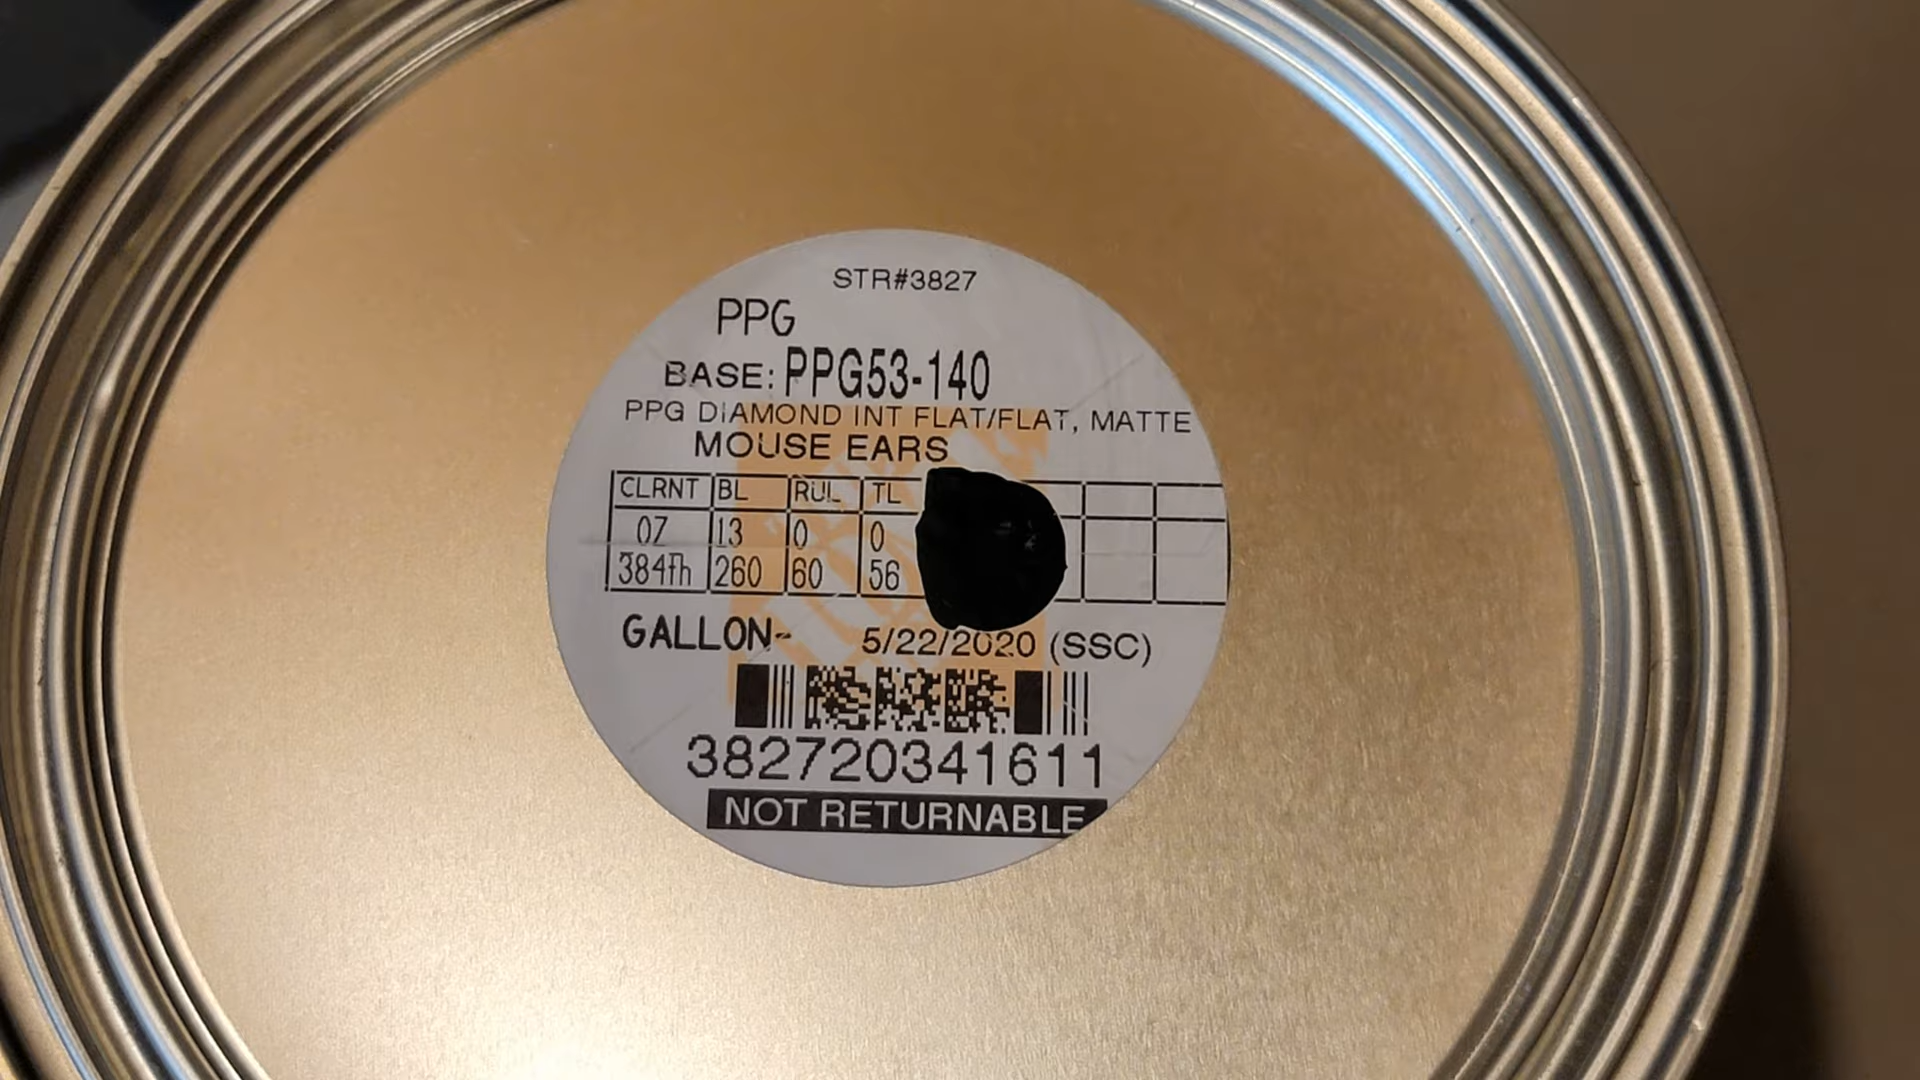 STR#3827
PPG
BASE: PPG53-140
PPG DIAMOND INT FLAT/FLAT, MATTE
MOUSE EARS
CLRNT BL RUL TL
OZ 13 0 0
384th 260 60 56
GALLON- 5/22/2020 (SSC)
382720341611
NOT RETURNABLE